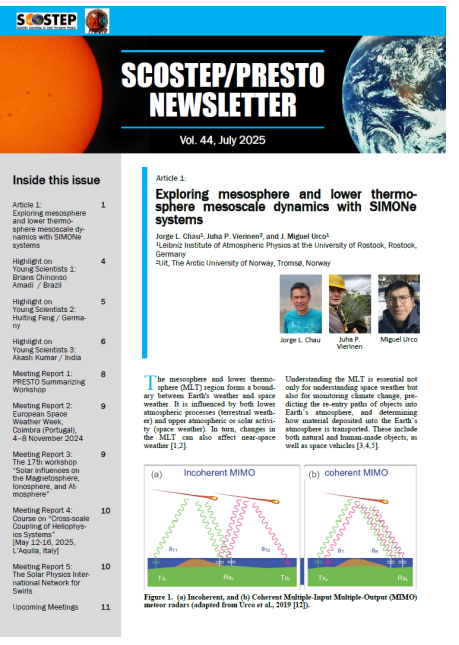 SCOSTEP
SCOSTEP/PRESTO
NEWSLETTER
Vol. 44, July 2025
Inside this issue
Article 1: 1
Exploring mesosphere
and lower thermo-
sphere mesoscale dy-
namics with SIMONe
systems
Highlight on 4
Young Scientists 1:
Brians Chinonso
Amadi / Brazil
Highlight on 5
Young Scientists 2:
Huiting Feng / Germa-
ny
Highlight on 6
Young Scientists 3:
Akash Kumar / India
Meeting Report 1: 8
PRESTO Summarizing
Workshop
Meeting Report 2: 9
European Space
Weather Week,
Coimbra (Portugal),
4–8 November 2024
Meeting Report 3: 9
The 17th workshop
"Solar influences on
the Magnetosphere,
Ionosphere, and At-
mosphere"
Meeting Report 4: 10
Course on "Cross-scale
Coupling of Heliophys-
ics Systems"
[May 12-16, 2025,
L'Aquila, Italy]
Meeting Report 5: 10
The Solar Physics Inter-
national Network for
Swirls
Upcoming Meetings 11
Article 1:
Exploring mesosphere and lower thermo-
sphere mesoscale dynamics with SIMONe
systems
Jorge L. Chau¹, Juha P. Vierinen², and J. Miguel Urco¹
¹Leibniz Institute of Atmospheric Physics at the University of Rostock, Rostock,
Germany
²Uit, The Arctic University of Norway, Tromsø, Norway
Jorge L. Chau
Juha P.
Vierinen
Miguel Urco
The mesosphere and lower thermo-
sphere (MLT) region forms a bound-
ary between Earth's weather and space
weather. It is influenced by both lower
atmospheric processes (terrestrial weath-
er) and upper atmospheric or solar activi-
ty (space weather). In turn, changes in
the MLT can also affect near-space
weather [1,2].
Understanding the MLT is essential not
only for understanding space weather but
also for monitoring climate change, pre-
dicting the re-entry paths of objects into
Earth's atmosphere, and determining
how material deposited into the Earth's
atmosphere is transported. These include
both natural and human-made objects, as
well as space vehicles [3,4,5].
(a) Incoherent MIMO
(b) coherent MIMO
Figure 1. (a) Incoherent, and (b) Coherent Multiple-Input Multiple-Output (MIMO)
meteor radars (adapted from Urco et al., 2019 [12]).